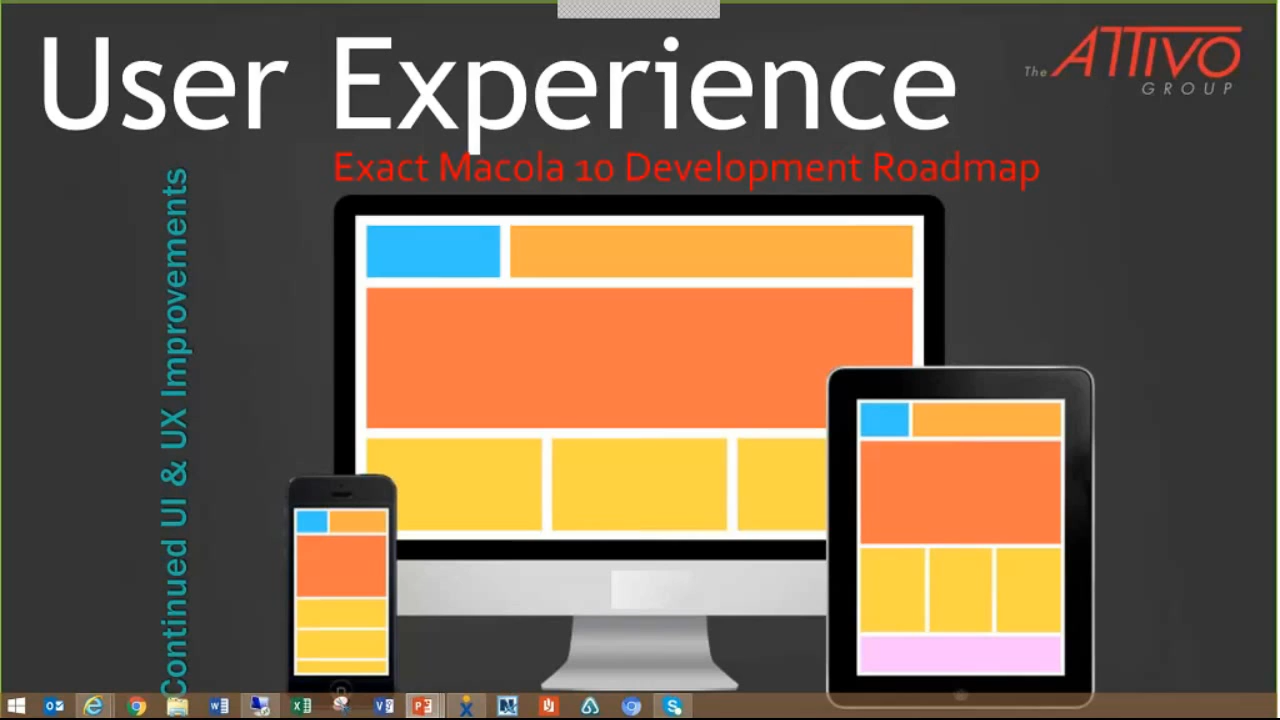 User Experience
The ATTIVO
GROUP
Exact Macola 10 Development Roadmap
Continued UI & UX Improvements